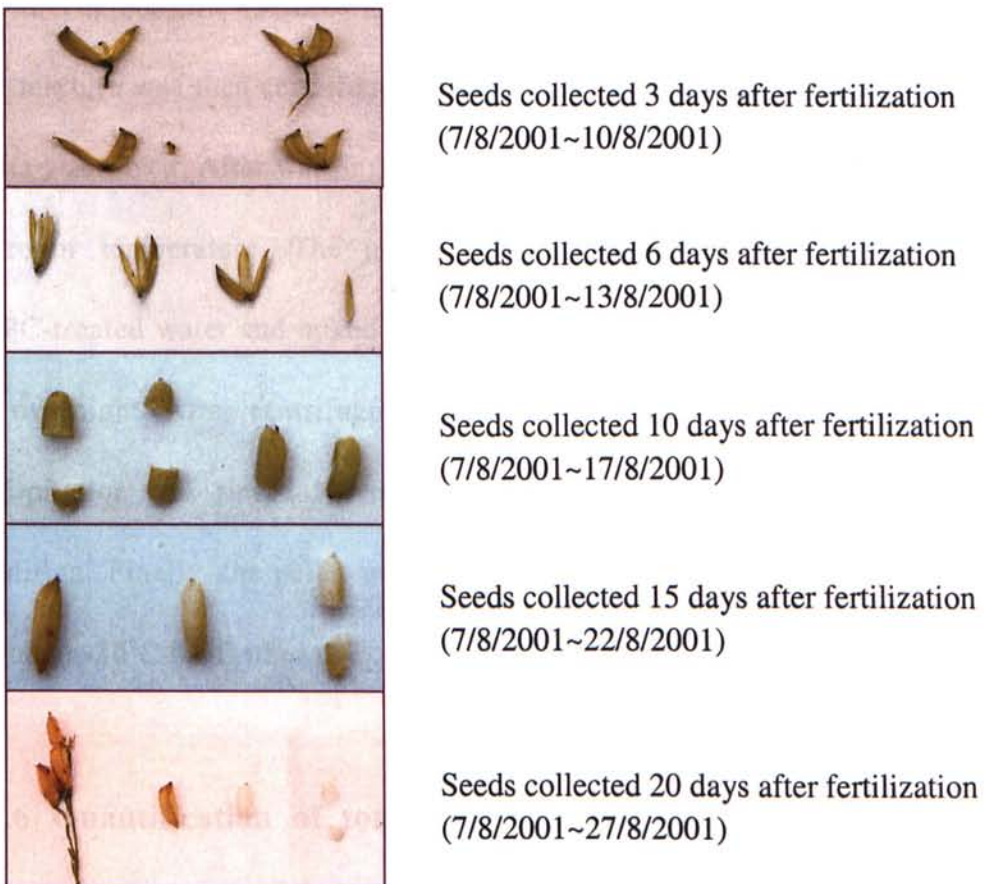 Seeds collected 3 days after fertilization
(7/8/2001~10/8/2001)
Seeds collected 6 days after fertilization
(7/8/2001~13/8/2001)
Seeds collected 10 days after fertilization
(7/8/2001~17/8/2001)
Seeds collected 15 days after fertilization
(7/8/2001~22/8/2001)
Seeds collected 20 days after fertilization
(7/8/2001~27/8/2001)